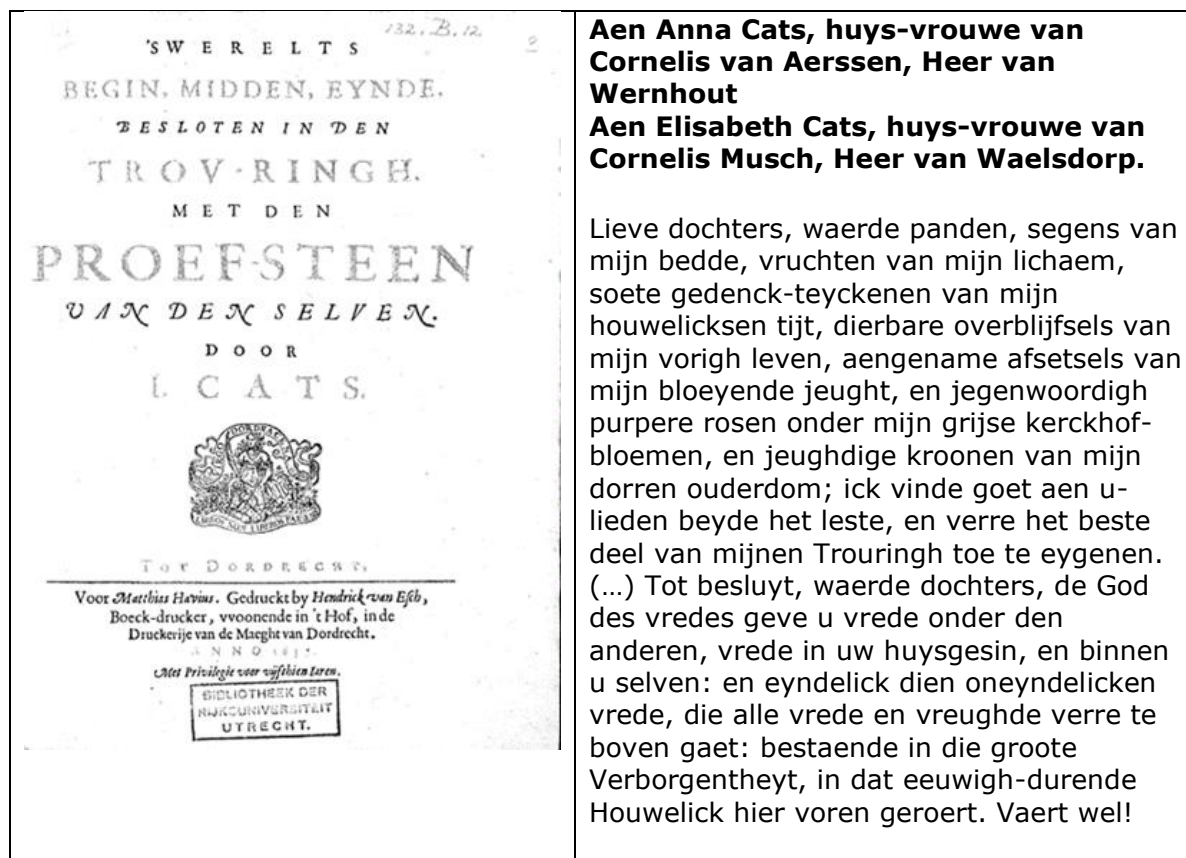 132. B. 12
'SWERELTS
BEGIN, MIDDEN, EYNDE,
BESLOTEN IN DEN
TROV-RINGH.
MET DEN
PROEF-STEEN
VAN DEN SELVEN.
DOOR
I. CATS.
TOT DORDRECHT,
Voor Matthias Havius. Gedruckt by Hendrick van Esch,
Boeck-drucker, vvoonende in 't Hof, in de
Druckerije van de Maeght van Dordrecht.
ANNO
Met Privilegie voor vijfthien Iaren.
BIBLIOTHEEK DER
RIJKSUNIVERSITEIT
UTRECHT.
Aen Anna Cats, huys-vrouwe van
Cornelis van Aerssen, Heer van
Wernhout
Aen Elisabeth Cats, huys-vrouwe van
Cornelis Musch, Heer van Waelsdorp.
Lieve dochters, waerde panden, segens van
mijn bedde, vruchten van mijn lichaem,
soete gedenck-teyckenen van mijn
houwelicksen tijt, dierbare overblijfsels van
mijn vorigh leven, aengename afsetsels van
mijn bloeyende jeught, en jegenwoordigh
purpere rosen onder mijn grijse kerckhof-
bloemen, en jeughdige kroonen van mijn
dorren ouderdom; ick vinde goet aen u-
lieden beyde het leste, en verre het beste
deel van mijnen Trouringh toe te eygenen.
(…) Tot besluyt, waerde dochters, de God
des vredes geve u vrede onder den
anderen, vrede in uw huysgesin, en binnen
u selven: en eyndelick dien oneyndelicken
vrede, die alle vrede en vreughde verre te
boven gaet: bestaende in die groote
Verborgentheyt, in dat eeuwigh-durende
Houwelick hier voren geroert. Vaert wel!